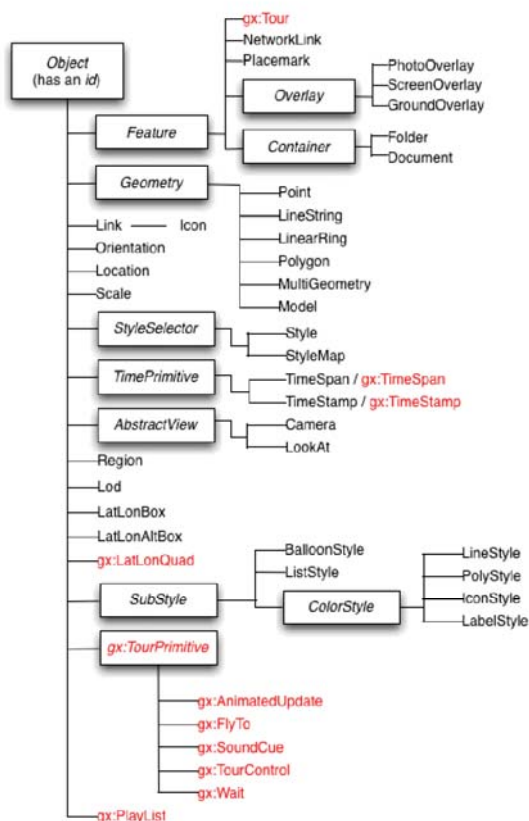 gx:Tour
NetworkLink
Placemark
Object
(has an id)
Overlay
PhotoOverlay
ScreenOverlay
GroundOverlay
Feature
Container
Folder
Document
Geometry
Point
LineString
LinearRing
Polygon
MultiGeometry
Model
Link
Icon
Orientation
Location
Scale
StyleSelector
Style
StyleMap
TimePrimitive
TimeSpan / gx:TimeSpan
TimeStamp / gx:TimeStamp
AbstractView
Camera
LookAt
Region
Lod
LatLonBox
LatLonAltBox
gx:LatLonQuad
SubStyle
BalloonStyle
ListStyle
ColorStyle
LineStyle
PolyStyle
IconStyle
LabelStyle
gx:TourPrimitive
gx:AnimatedUpdate
gx:FlyTo
gx:SoundCue
gx:TourControl
gx:Wait
gx:PlayList